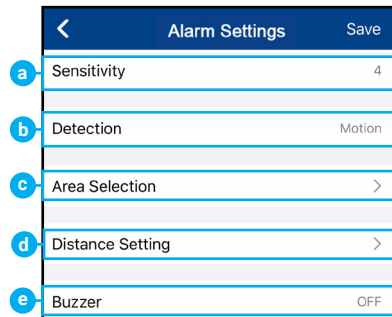 Alarm Settings Save
a Sensitivity 4
b Detection Motion
c Area Selection
d Distance Setting
e Buzzer OFF